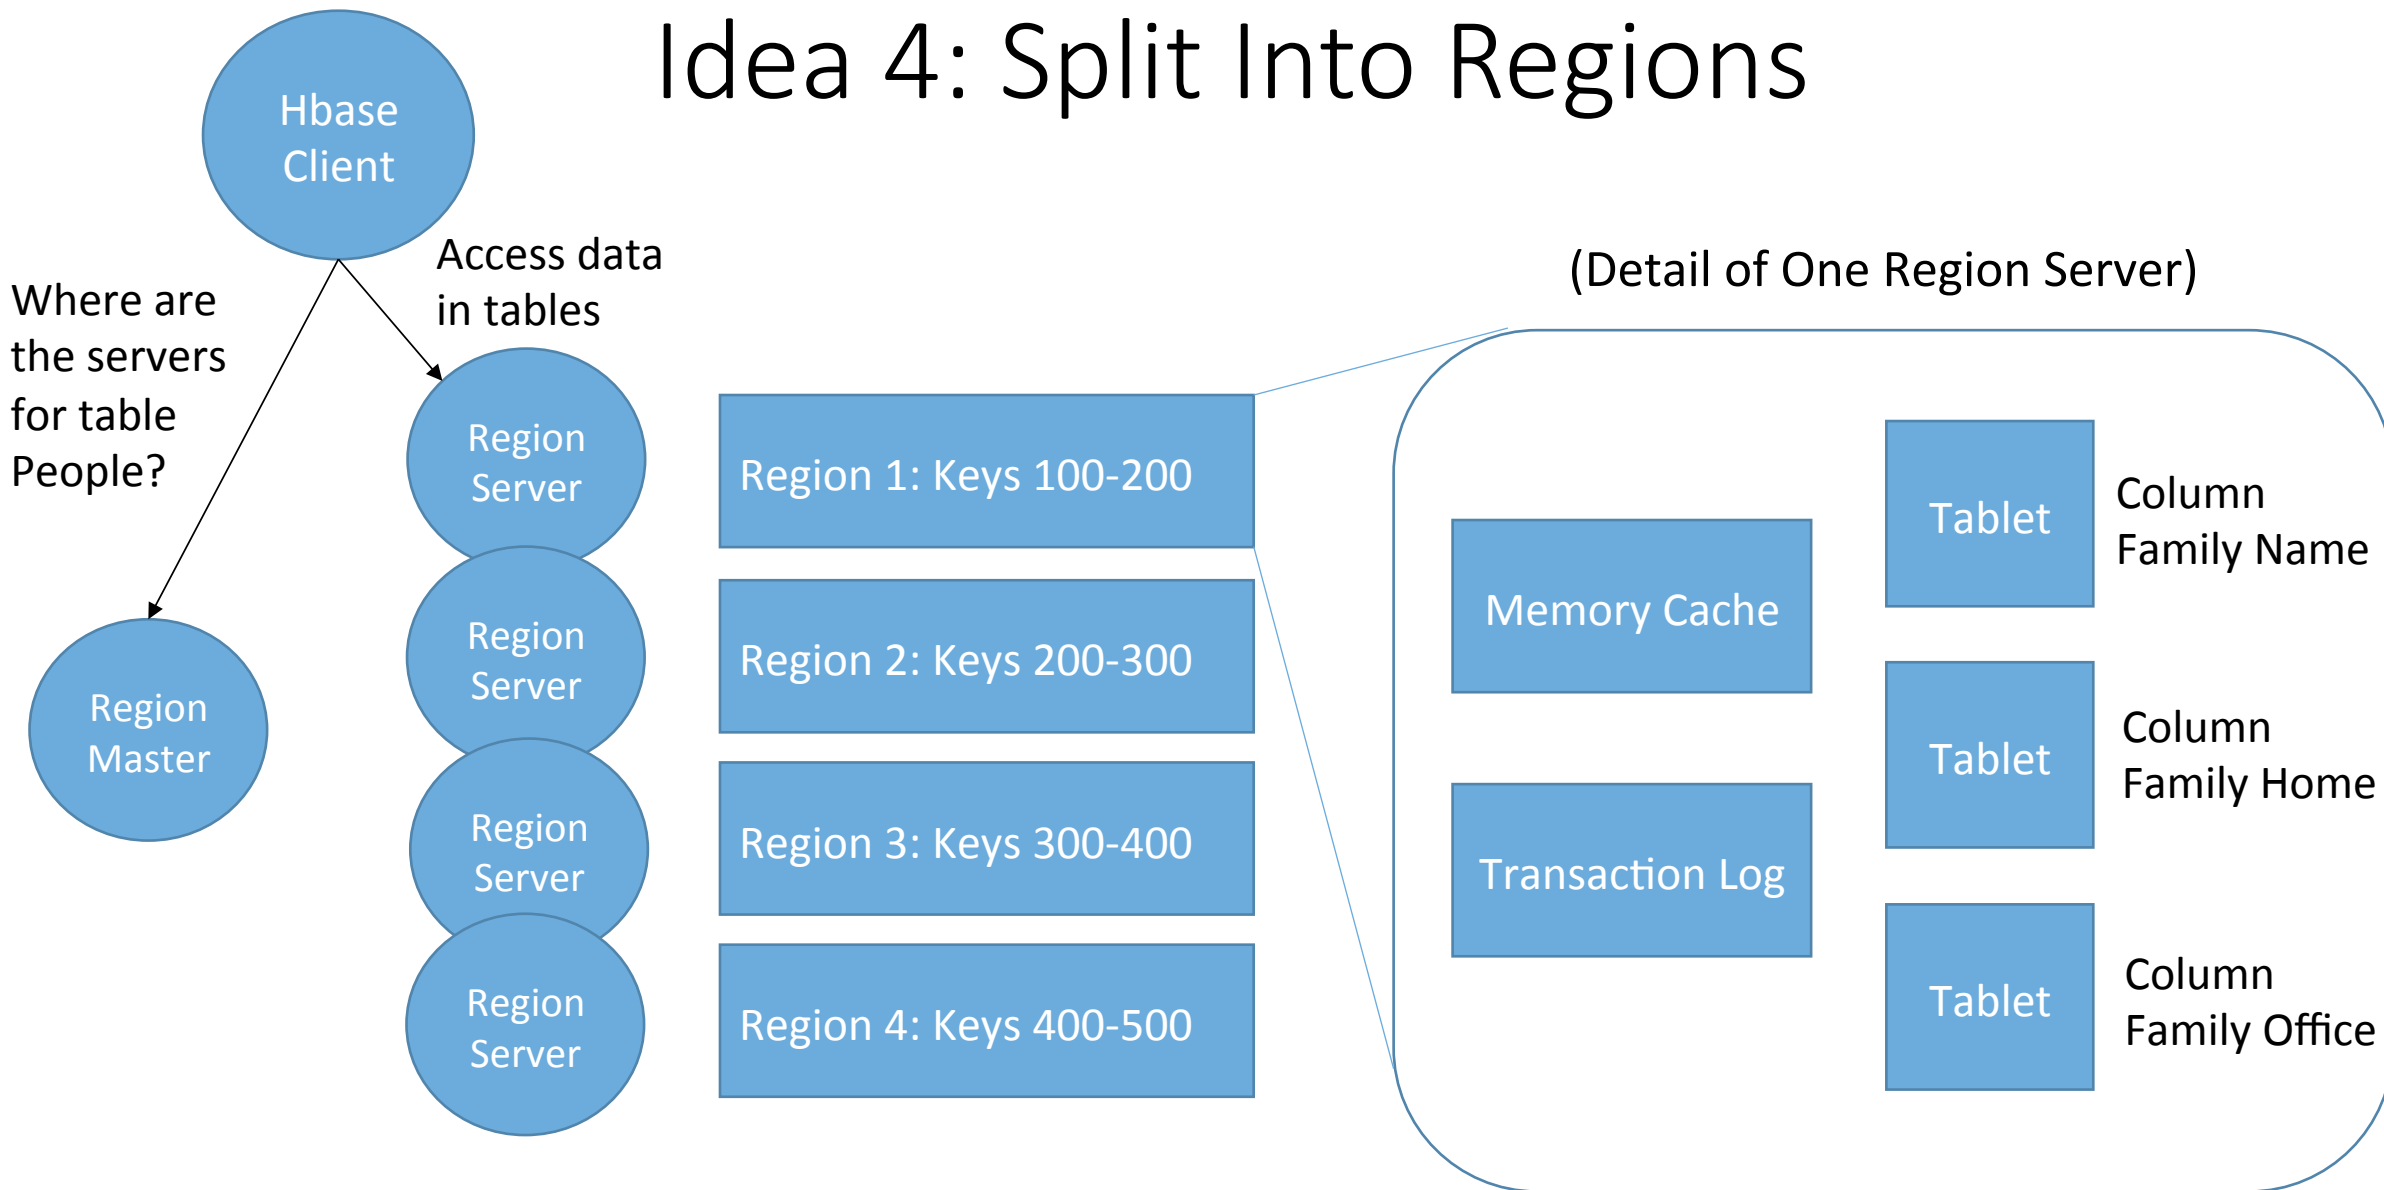 Idea 4: Split Into Regions
Hbase
Client
Where are
the servers
for table
People?
Access data
in tables
Region
Master
Region
Server
Region
Server
Region
Server
Region
Server
Region 1: Keys 100-200
Region 2: Keys 200-300
Region 3: Keys 300-400
Region 4: Keys 400-500
(Detail of One Region Server)
Memory Cache
Transaction Log
Tablet
Column
Family Name
Tablet
Column
Family Home
Tablet
Column
Family Office